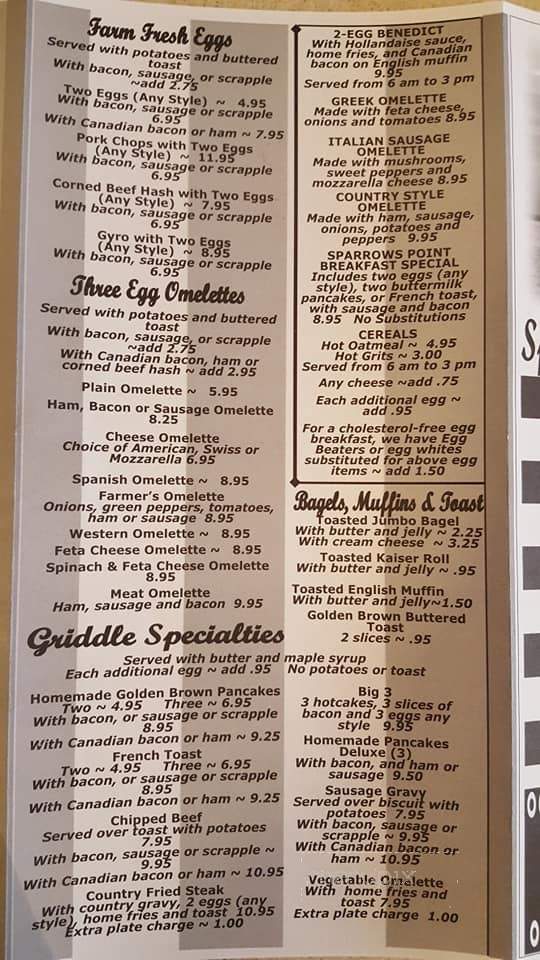 Farm Fresh Eggs
Served with potatoes and buttered
toast
With bacon, sausage, or scrapple
~add 2.75
Two Eggs (Any Style) ~ 4.95
With bacon, sausage or scrapple
6.95
With Canadian bacon or ham ~ 7.95
Pork Chops with Two Eggs
(Any Style) ~ 11.95
With bacon, sausage or scrapple
6.95
Corned Beef Hash with Two Eggs
(Any Style) ~ 7.95
With bacon, sausage or scrapple
6.95
Gyro with Two Eggs
(Any Style) ~ 8.95
With bacon, sausage or scrapple
6.95
Three Egg Omelettes
Served with potatoes and buttered
toast
With bacon, sausage, or scrapple
~add 2.75
With Canadian bacon, ham or
corned beef hash ~ add 2.95
Plain Omelette ~ 5.95
Ham, Bacon or Sausage Omelette
8.25
Cheese Omelette
Choice of American, Swiss or
Mozzarella 6.95
Spanish Omelette ~ 8.95
Farmer's Omelette
Onions, green peppers, tomatoes,
ham or sausage 8.95
Western Omelette ~ 8.95
Feta Cheese Omelette ~ 8.95
Spinach & Feta Cheese Omelette
8.95
Meat Omelette
Ham, sausage and bacon 9.95
2-EGG BENEDICT
With Hollandaise sauce,
home fries, and Canadian
bacon on English muffin
9.95
Served from 6 am to 3 pm
GREEK OMELETTE
Made with feta cheese,
onions and tomatoes 8.95
ITALIAN SAUSAGE
OMELETTE
Made with mushrooms,
sweet peppers and
mozzarella cheese 8.95
COUNTRY STYLE
OMELETTE
Made with ham, sausage,
onions, potatoes and
peppers 9.95
SPARROWS POINT
BREAKFAST SPECIAL
Includes two eggs (any
style), two buttermilk
pancakes, or French toast,
with sausage and bacon
8.95 No Substitutions
CEREALS
Hot Oatmeal ~ 4.95
Hot Grits ~ 3.00
Served from 6 am to 3 pm
Any cheese ~add .75
Each additional egg ~
add .95
For a cholesterol-free egg
breakfast, we have Egg
Beaters or egg whites
substituted for above egg
items ~ add 1.50
Bagels, Muffins & Toast
Toasted Jumbo Bagel
With butter and jelly ~ 2.25
With cream cheese ~ 3.25
Toasted Kaiser Roll
With butter and jelly ~ .95
Toasted English Muffin
With butter and jelly~1.50
Golden Brown Buttered
Toast
2 slices ~ .95
Griddle Specialties
Served with butter and maple syrup
Each additional egg ~ add .95 No potatoes or toast
Homemade Golden Brown Pancakes
Two ~ 4.95 Three ~ 6.95
With bacon, or sausage or scrapple
8.95
With Canadian bacon or ham ~ 9.25
French Toast
Two ~ 4.95 Three ~ 6.95
With bacon, or sausage or scrapple
8.95
With Canadian bacon or ham ~ 9.25
Chipped Beef
Served over toast with potatoes
7.95
With bacon, sausage or scrapple ~
9.95
With Canadian bacon or ham ~ 10.95
Country Fried Steak
With country gravy, 2 eggs (any
style), home fries and toast 10.95
Extra plate charge ~ 1.00
Big 3
3 hotcakes, 3 slices of
bacon and 3 eggs any
style 9.95
Homemade Pancakes
Deluxe (3)
With bacon, and ham or
sausage 9.50
Sausage Gravy
Served over biscuit with
potatoes 7.95
With bacon, sausage or
scrapple ~ 9.95
With Canadian bacon or
ham ~ 10.95
Vegetable Omalette
With home fries and
toast 7.95
Extra plate charge 1.00